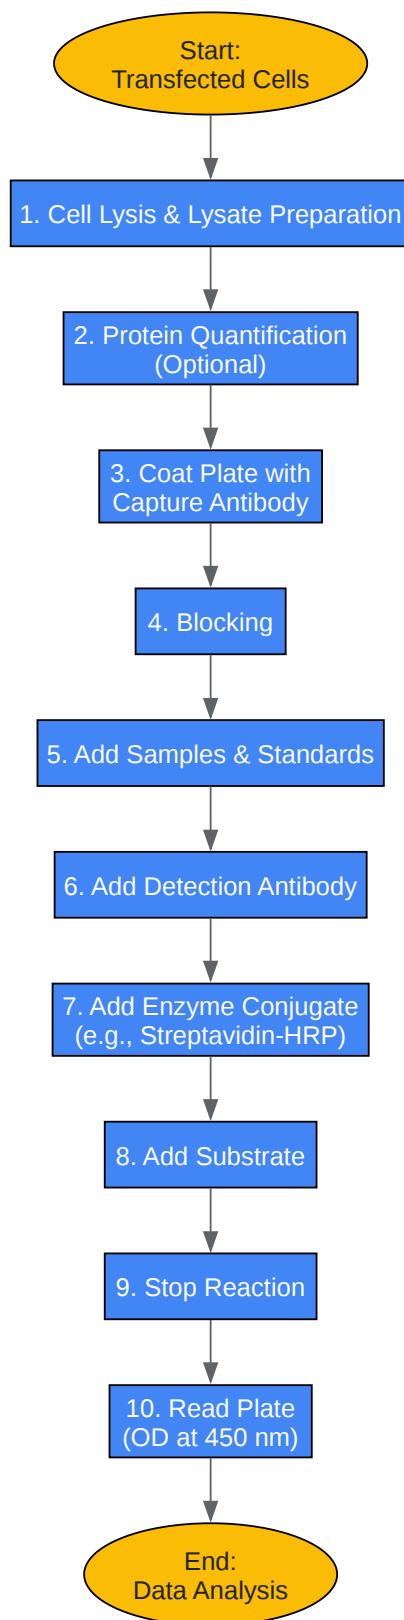 Start:
Transfected Cells
1. Cell Lysis & Lysate Preparation
2. Protein Quantification
(Optional)
3. Coat Plate with
Capture Antibody
4. Blocking
5. Add Samples & Standards
6. Add Detection Antibody
7. Add Enzyme Conjugate
(e.g., Streptavidin-HRP)
8. Add Substrate
9. Stop Reaction
10. Read Plate
(OD at 450 nm)
End:
Data Analysis